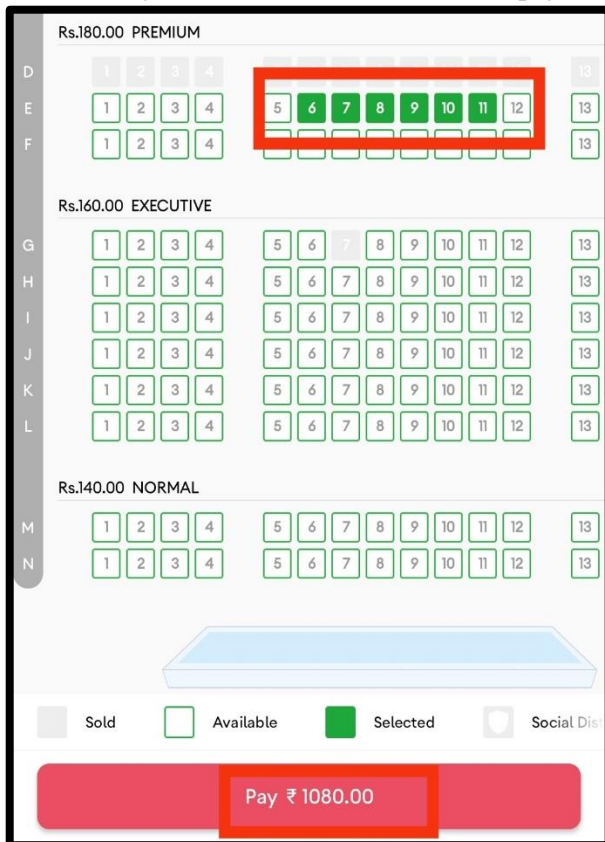 Rs.180.00 PREMIUM
D 1 2 3 4 13
E 1 2 3 4 5 6 7 8 9 10 11 12 13
F 1 2 3 4 13
Rs.160.00 EXECUTIVE
G 1 2 3 4 5 6 7 8 9 10 11 12 13
H 1 2 3 4 5 6 7 8 9 10 11 12 13
I 1 2 3 4 5 6 7 8 9 10 11 12 13
J 1 2 3 4 5 6 7 8 9 10 11 12 13
K 1 2 3 4 5 6 7 8 9 10 11 12 13
L 1 2 3 4 5 6 7 8 9 10 11 12 13
Rs.140.00 NORMAL
M 1 2 3 4 5 6 7 8 9 10 11 12 13
N 1 2 3 4 5 6 7 8 9 10 11 12 13
Sold Available Selected Social Dis
Pay ₹ 1080.00